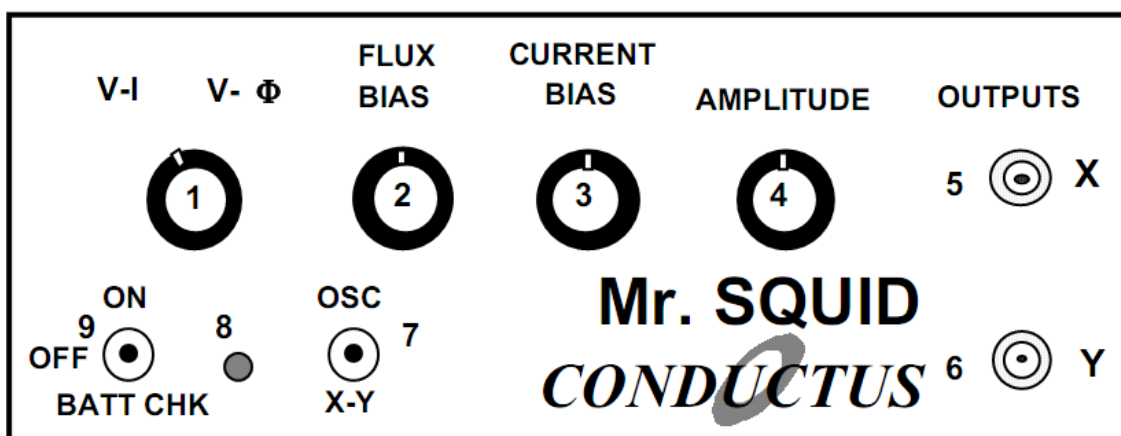 FLUX BIAS
CURRENT BIAS
V-I
V- Φ
AMPLITUDE
OUTPUTS
1
2
3
4
5
X
ON
OSC
9
8
7
Mr. SQUID
OFF
CONDUCTUS
6
Y
BATT CHK
X-Y